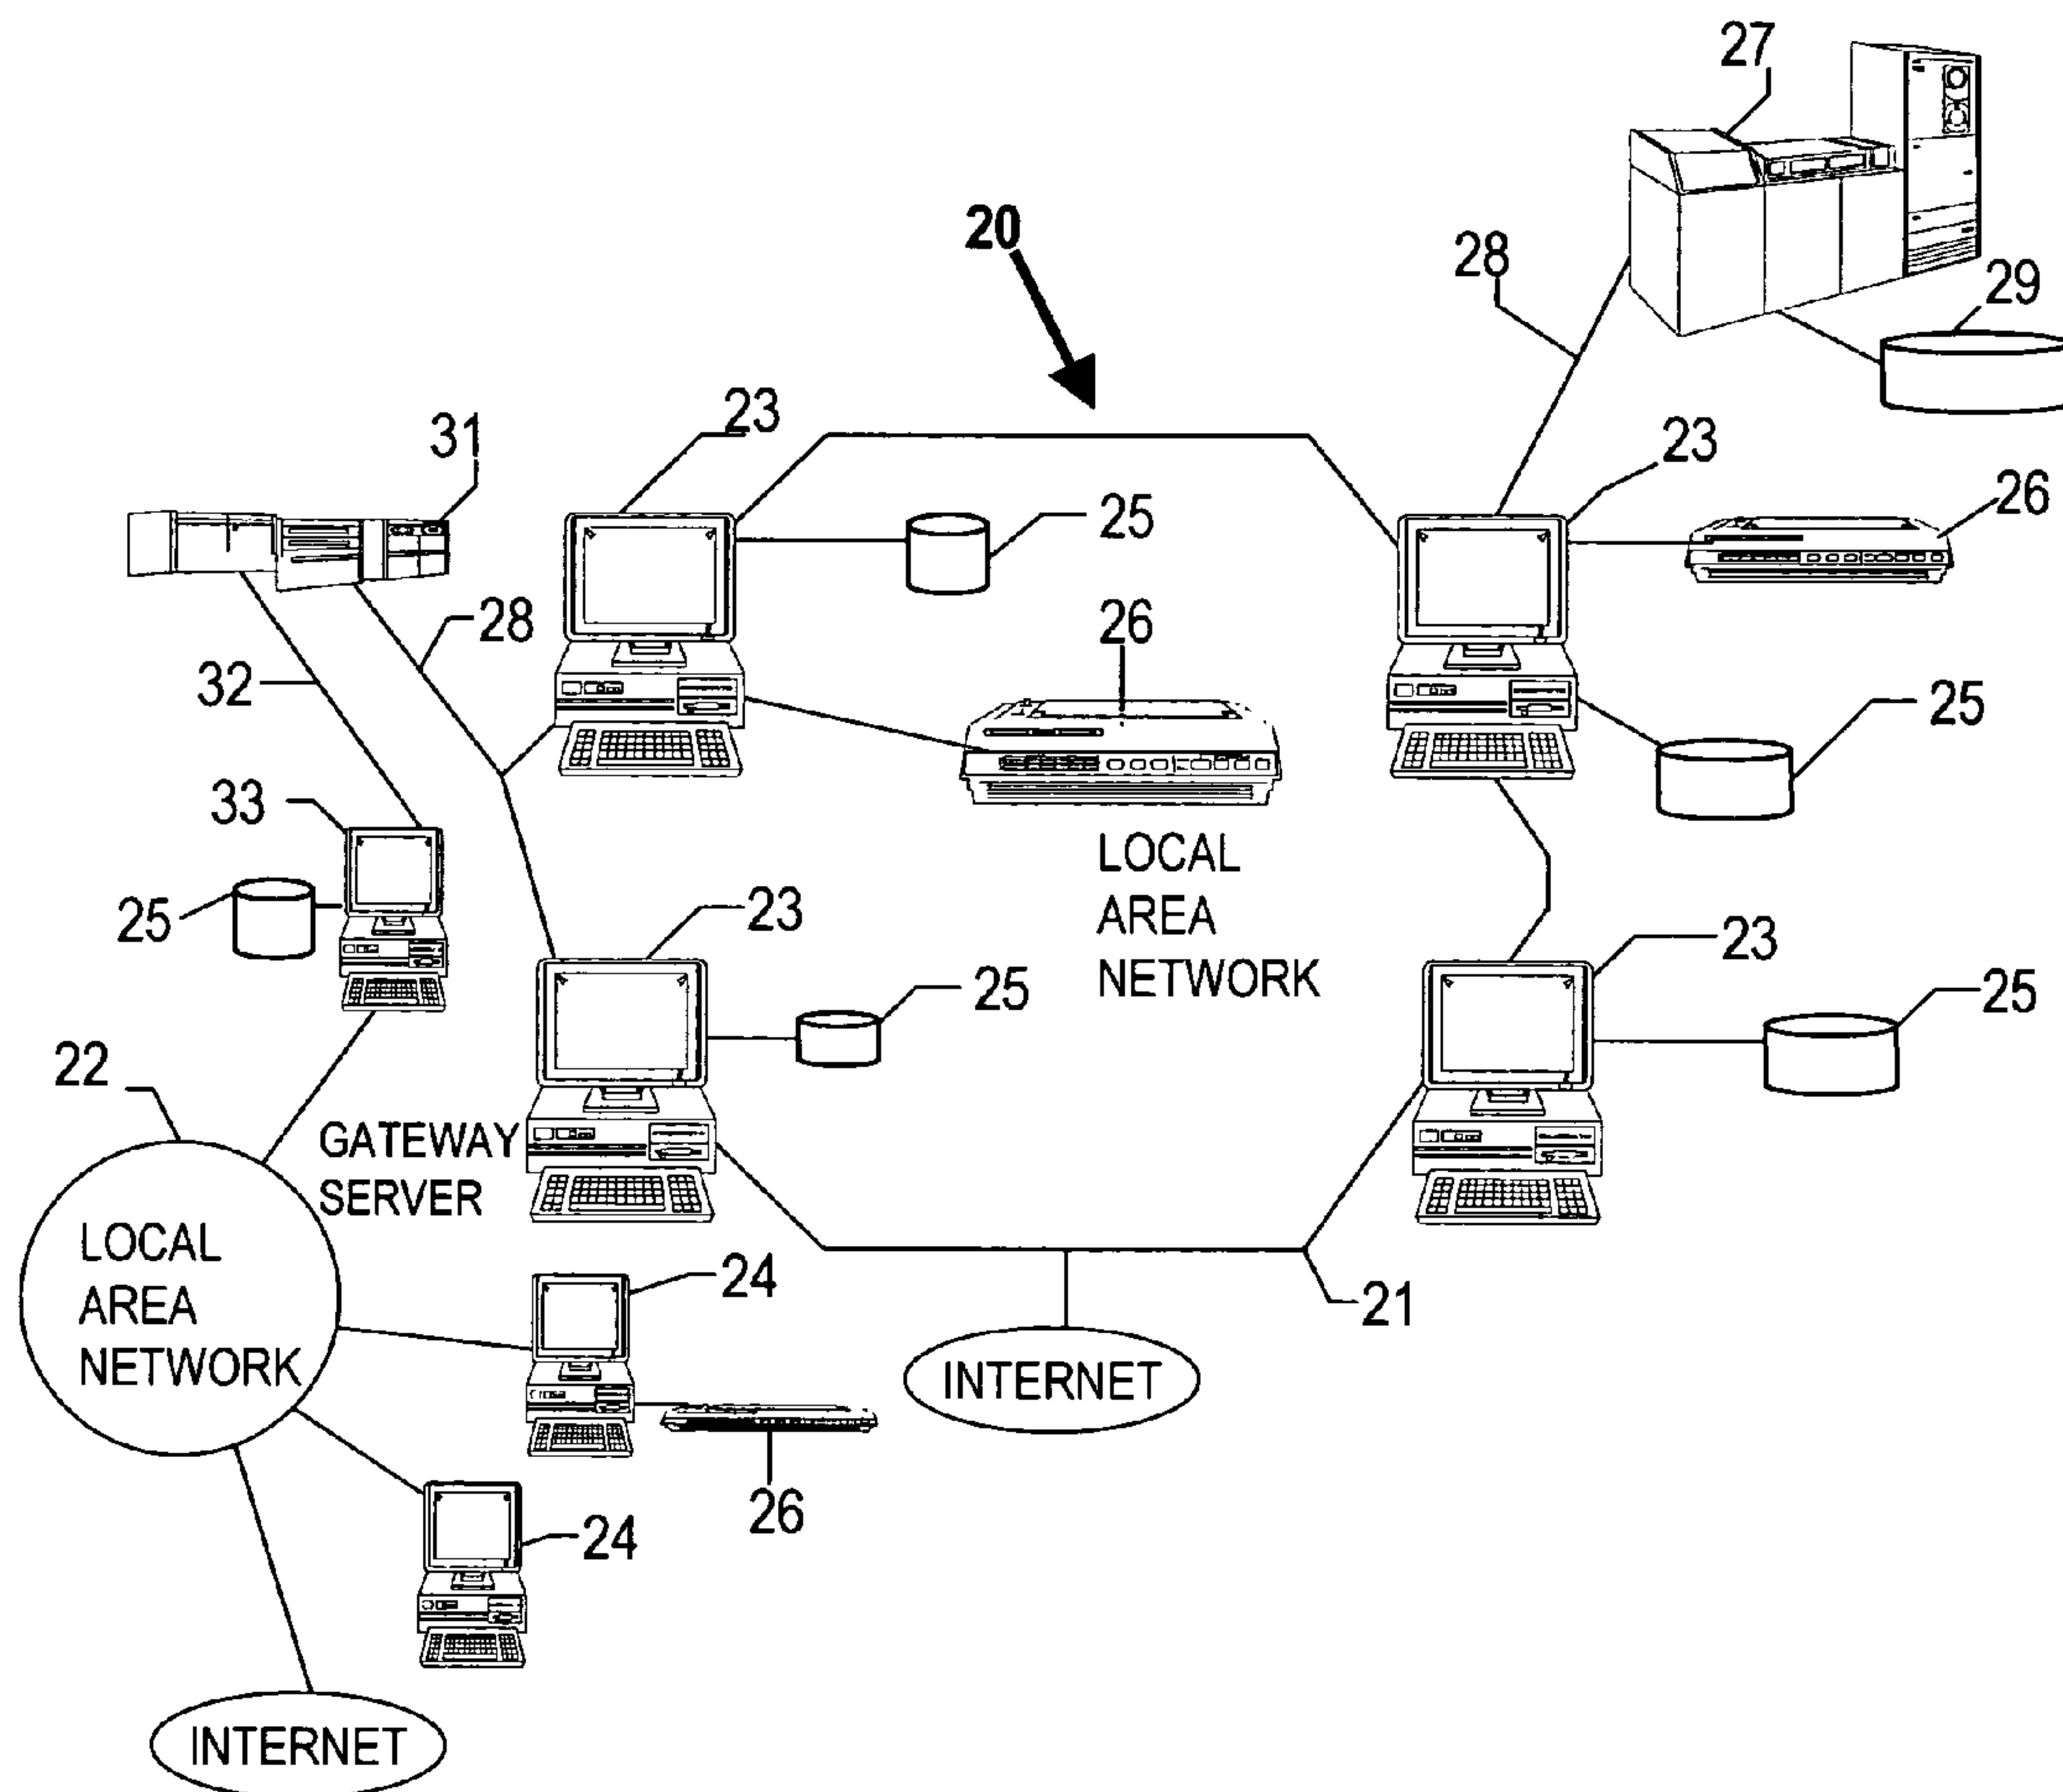 27
20
28
29
23
31
23
26
25
28
26
32
25
33
LOCAL
AREA
NETWORK
25
23
23
25
25
22
GATEWAY
SERVER
LOCAL
AREA
NETWORK
24
21
INTERNET
26
24
INTERNET